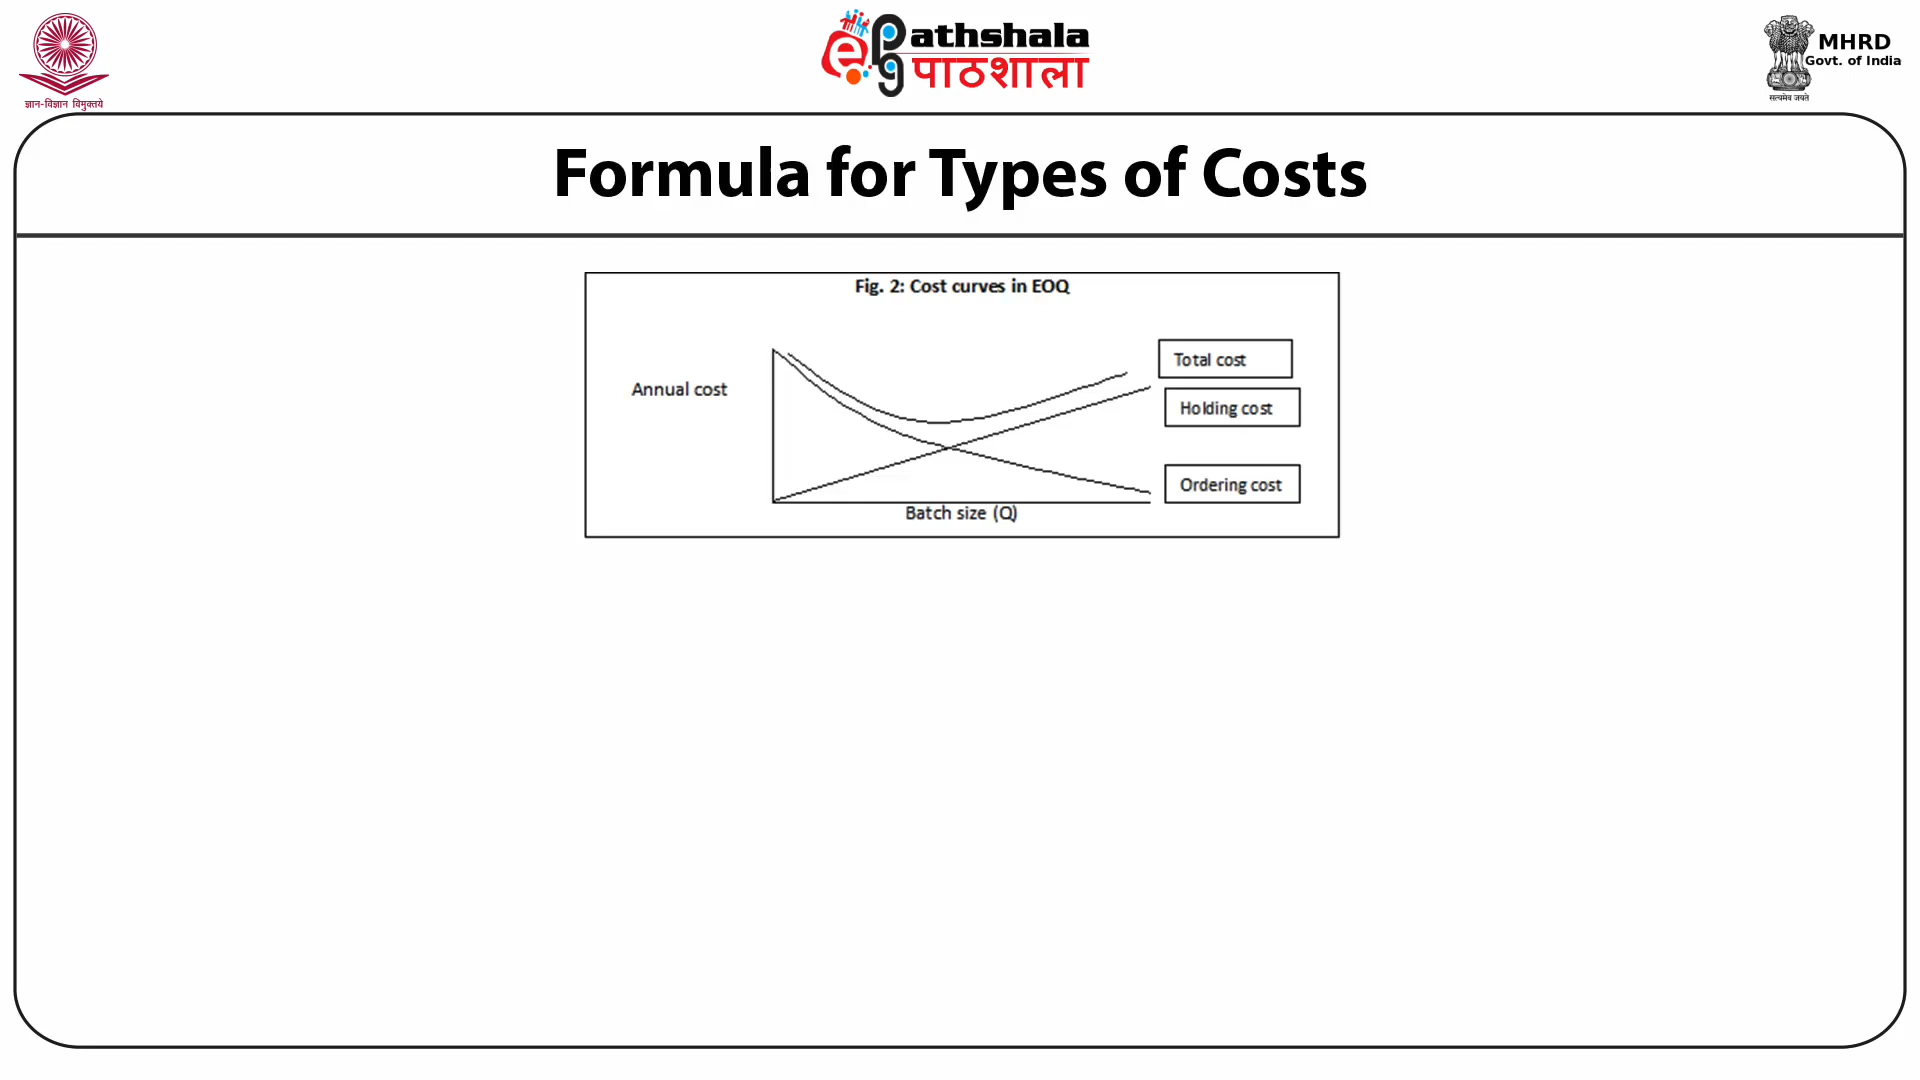 ज्ञान-विज्ञान विमुक्तये
ePgPathshala
पाठशाला
MHRD
Govt. of India
सत्यमेव जयते
Formula for Types of Costs
Fig. 2: Cost curves in EOQ
Annual cost
Total cost
Holding cost
Ordering cost
Batch size (Q)